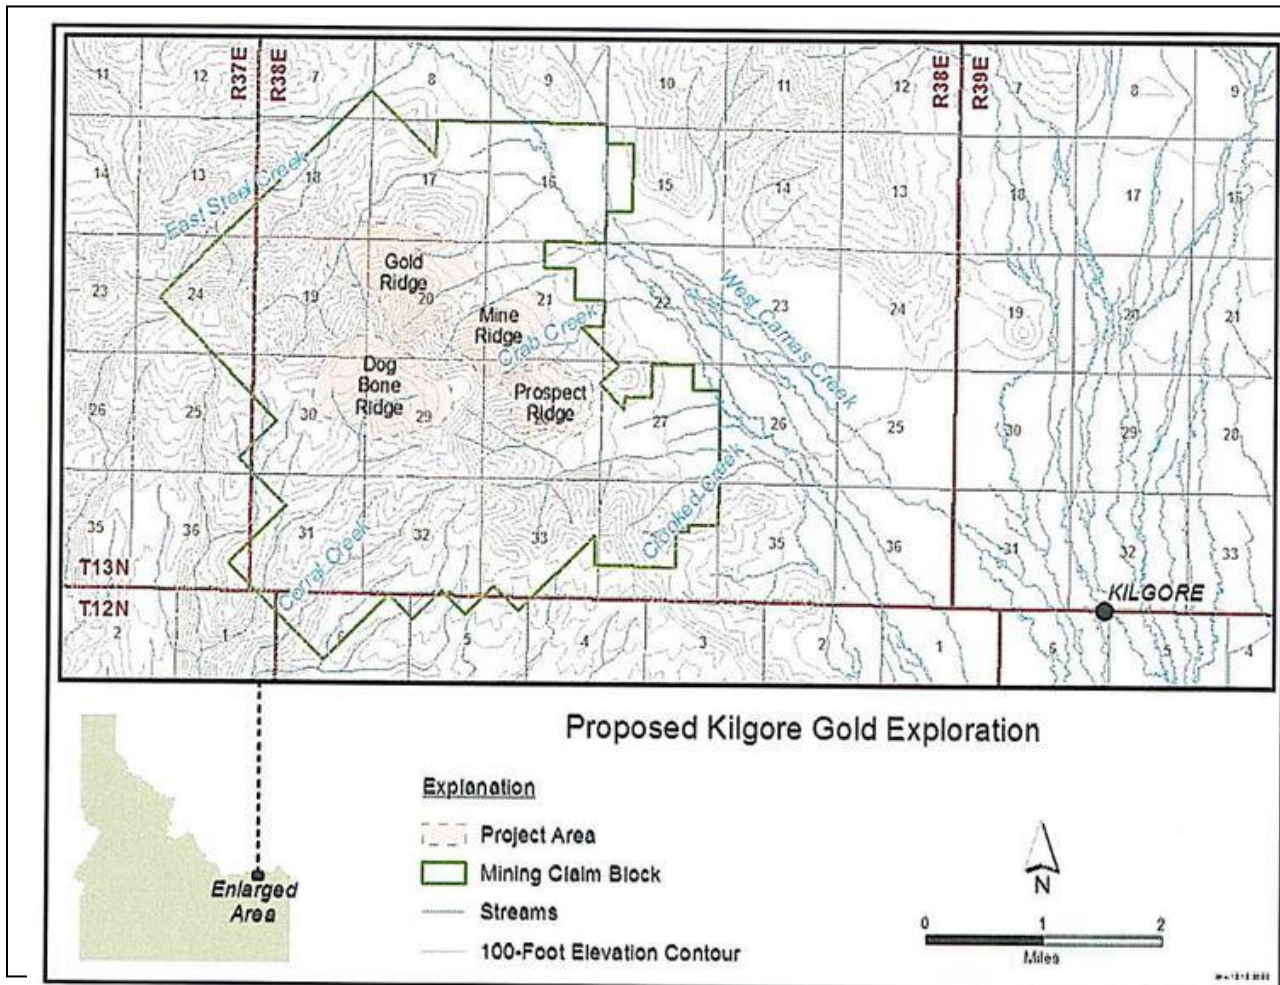 11
12
R37E
R38E
7
8
9
10
11
12
R38E
R39E
7
8
9
14
13
East Steel Creek
18
17
16
15
14
13
18
17
16
23
24
19
Gold
Ridge
20
21
Mine
Ridge
Crab Creek
22
West Camas Creek
23
24
19
20
21
26
25
30
Dog
Bone
Ridge
29
Prospect
Ridge
27
26
25
30
29
28
Crooked Creek
35
36
31
32
33
35
36
31
32
33
Corral Creek
T13N
T12N
KILGORE
2
1
6
5
4
3
2
1
6
5
4
Proposed Kilgore Gold Exploration
Explanation
Project Area
Mining Claim Block
Streams
100-Foot Elevation Contour
Enlarged
Area
N
0 1 2
Miles